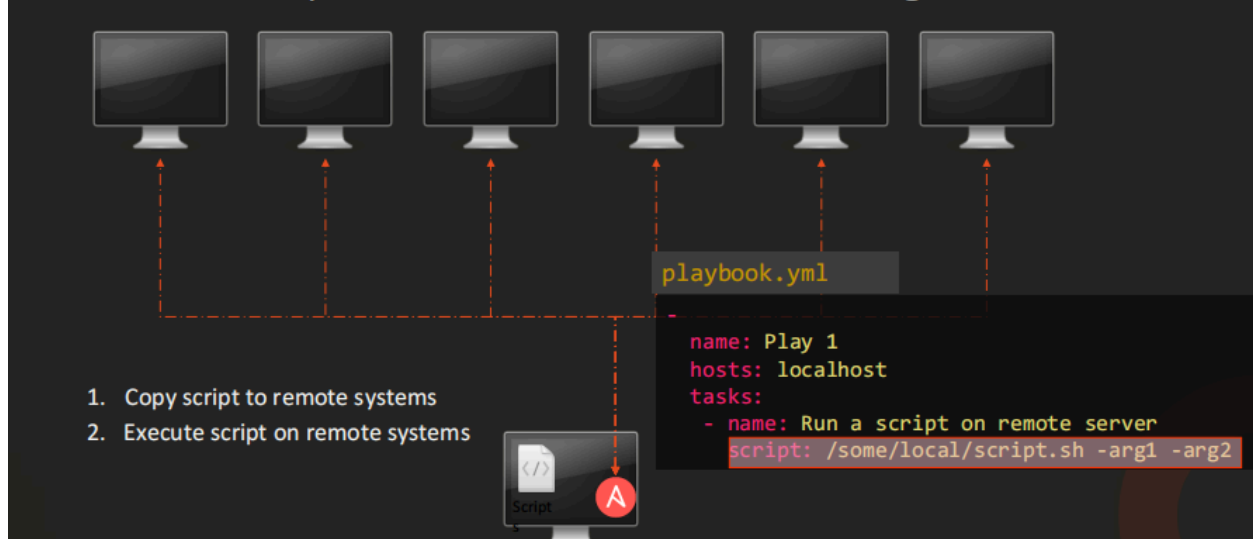 playbook.yml
-
name: Play 1
hosts: localhost
tasks:
- name: Run a script on remote server
script: /some/local/script.sh -arg1 -arg2
1. Copy script to remote systems
2. Execute script on remote systems
</>
Script
s